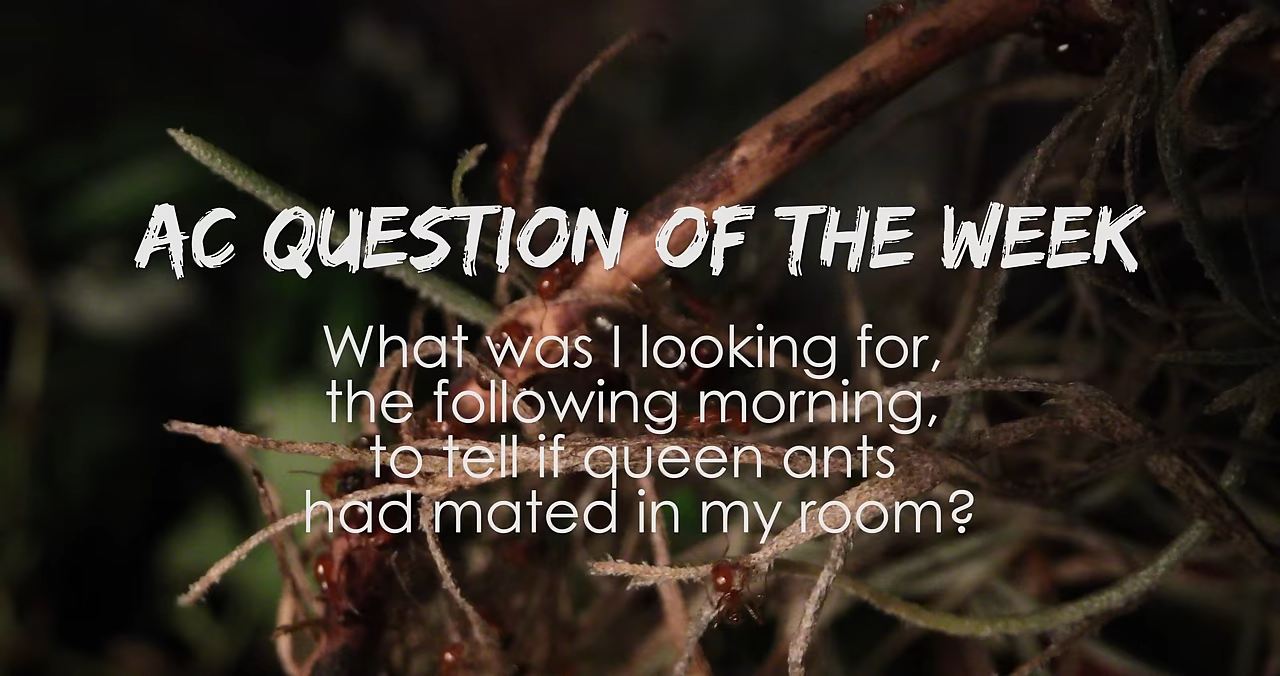 AC QUESTION OF THE WEEK
What was I looking for,
the following morning,
to tell if queen ants
had mated in my room?